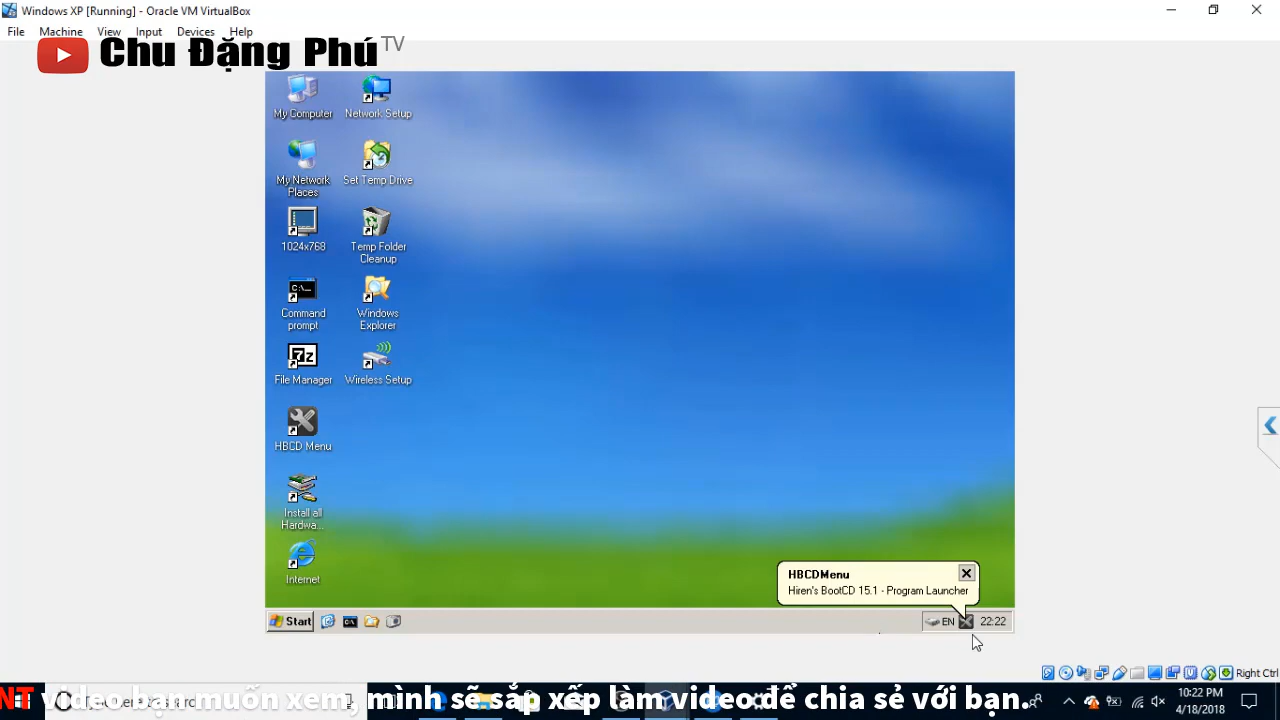 Windows XP [Running] - Oracle VM VirtualBox
File Machine View Input Devices Help
Chu Đặng Phú TV
My Computer
Network Setup
My Network
Places
Set Temp Drive
1024x768
Temp Folder
Cleanup
Command
prompt
Windows
Explorer
File Manager
Wireless Setup
HBCD Menu
Install all
Hardwa...
Internet
HBCDMenu
Hiren's BootCD 15.1 - Program Launcher
Start
EN
22:22
Right Ctrl
NT video bạn muốn xem, mình sẽ sắp xếp làm video để chia sẻ với bạn.
10:22 PM
4/18/2018